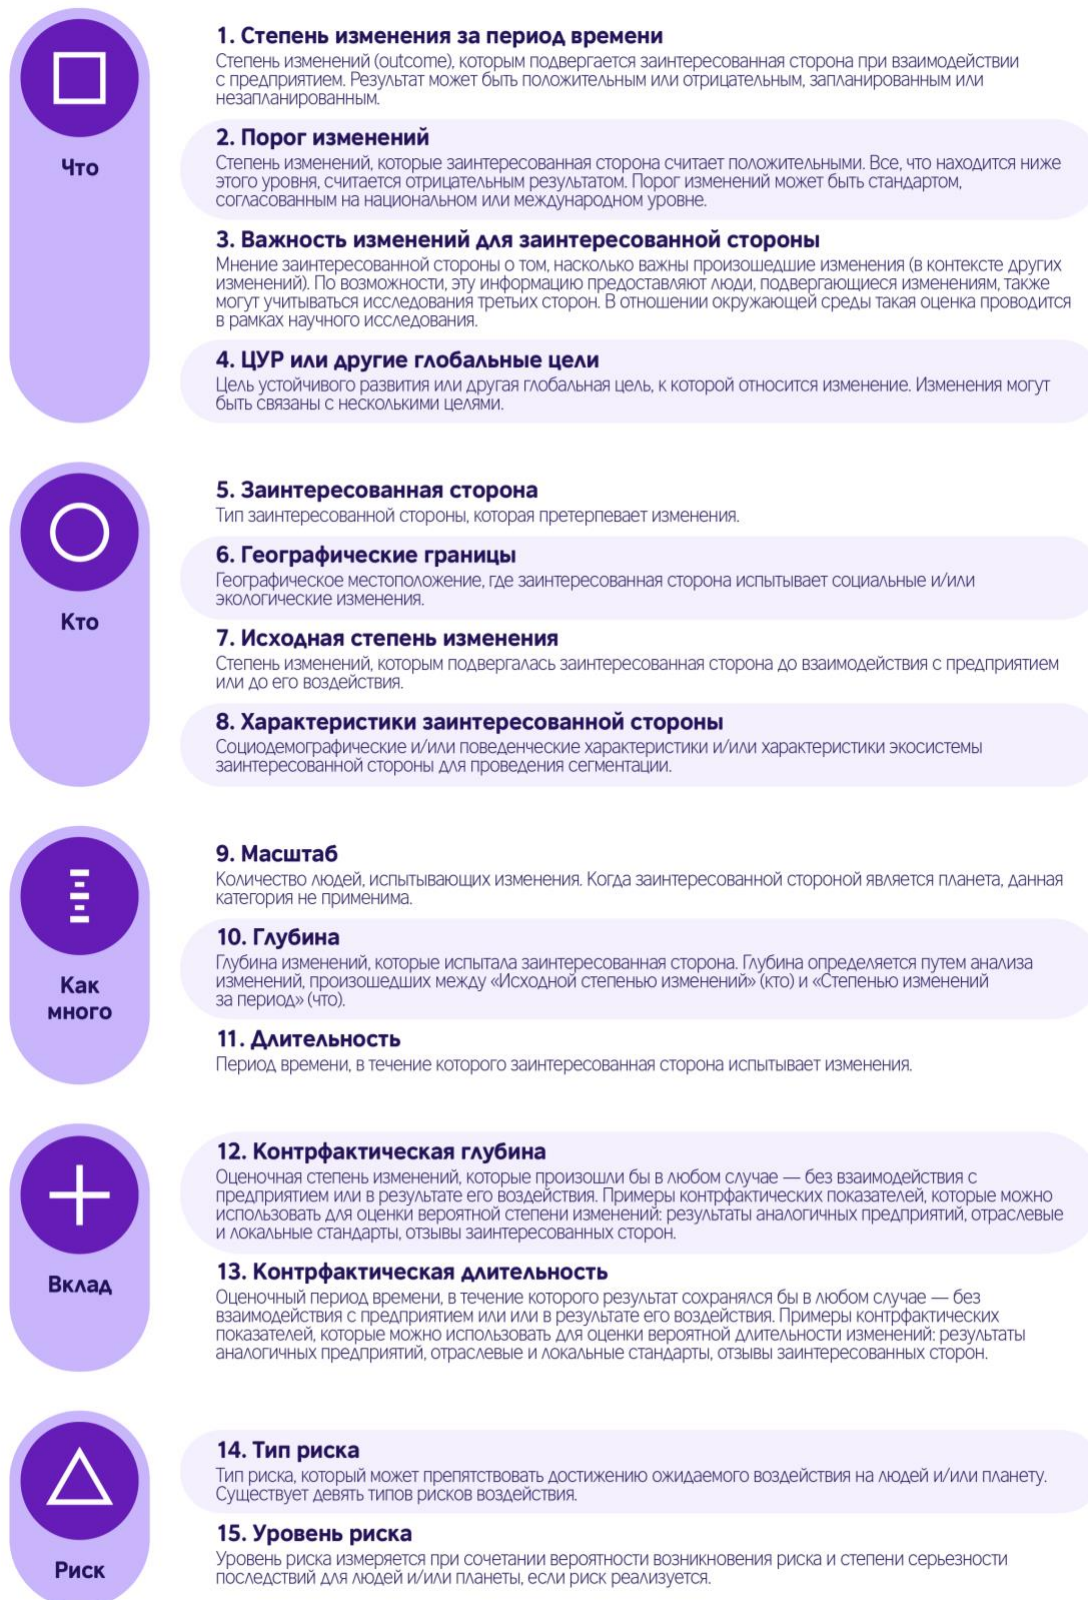 Что
1. Степень изменения за период времени
Степень изменений (outcome), которым подвергается заинтересованная сторона при взаимодействии
с предприятием. Результат может быть положительным или отрицательным, запланированным или
незапланированным.
2. Порог изменений
Степень изменений, которые заинтересованная сторона считает положительными. Все, что находится ниже
этого уровня, считается отрицательным результатом. Порог изменений может быть стандартом,
согласованным на национальном или международном уровне.
3. Важность изменений для заинтересованной стороны
Мнение заинтересованной стороны о том, насколько важны произошедшие изменения (в контексте других
изменений). По возможности, эту информацию предоставляют люди, подвергающиеся изменениям, также
могут учитываться исследования третьих сторон. В отношении окружающей среды такая оценка проводится
в рамках научного исследования.
4. ЦУР или другие глобальные цели
Цель устойчивого развития или другая глобальная цель, к которой относится изменение. Изменения могут
быть связаны с несколькими целями.
Кто
5. Заинтересованная сторона
Тип заинтересованной стороны, которая претерпевает изменения.
6. Географические границы
Географическое местоположение, где заинтересованная сторона испытывает социальные и/или
экологические изменения.
7. Исходная степень изменения
Степень изменений, которым подвергалась заинтересованная сторона до взаимодействия с предприятием
или до его воздействия.
8. Характеристики заинтересованной стороны
Социодемографические и/или поведенческие характеристики и/или характеристики экосистемы
заинтересованной стороны для проведения сегментации.
Как
много
9. Масштаб
Количество людей, испытывающих изменения. Когда заинтересованной стороной является планета, данная
категория не применима.
10. Глубина
Глубина изменений, которые испытала заинтересованная сторона. Глубина определяется путем анализа
изменений, произошедших между «Исходной степенью изменений» (кто) и «Степенью изменений
за период» (что).
11. Длительность
Период времени, в течение которого заинтересованная сторона испытывает изменения.
Вклад
12. Контрфактическая глубина
Оценочная степень изменений, которые произошли бы в любом случае — без взаимодействия с
предприятием или в результате его воздействия. Примеры контрфактических показателей, которые можно
использовать для оценки вероятной степени изменений: результаты аналогичных предприятий, отраслевые
и локальные стандарты, отзывы заинтересованных сторон.
13. Контрфактическая длительность
Оценочный период времени, в течение которого результат сохранялся бы в любом случае — без
взаимодействия с предприятием или или в результате его воздействия. Примеры контрфактических
показателей, которые можно использовать для оценки вероятной длительности изменений: результаты
аналогичных предприятий, отраслевые и локальные стандарты, отзывы заинтересованных сторон.
Риск
14. Тип риска
Тип риска, который может препятствовать достижению ожидаемого воздействия на людей и/или планету.
Существует девять типов рисков воздействия.
15. Уровень риска
Уровень риска измеряется при сочетании вероятности возникновения риска и степени серьезности
последствий для людей и/или планеты, если риск реализуется.